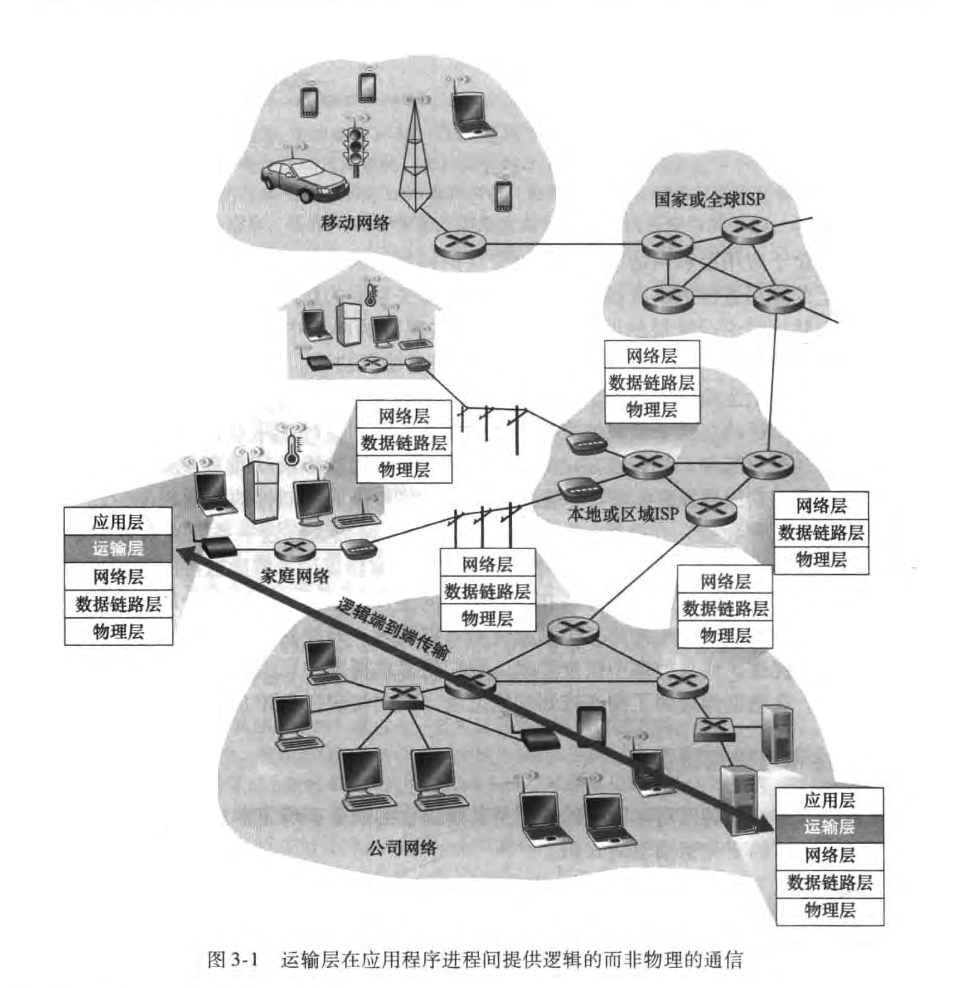 移动网络
国家或全球ISP
网络层
数据链路层
物理层
网络层
数据链路层
物理层
本地或区域ISP
网络层
数据链路层
物理层
应用层
运输层
网络层
数据链路层
物理层
家庭网络
网络层
数据链路层
物理层
网络层
数据链路层
物理层
逻辑端到端传输
公司网络
应用层
运输层
网络层
数据链路层
物理层
图 3-1 运输层在应用程序进程间提供逻辑的而非物理的通信